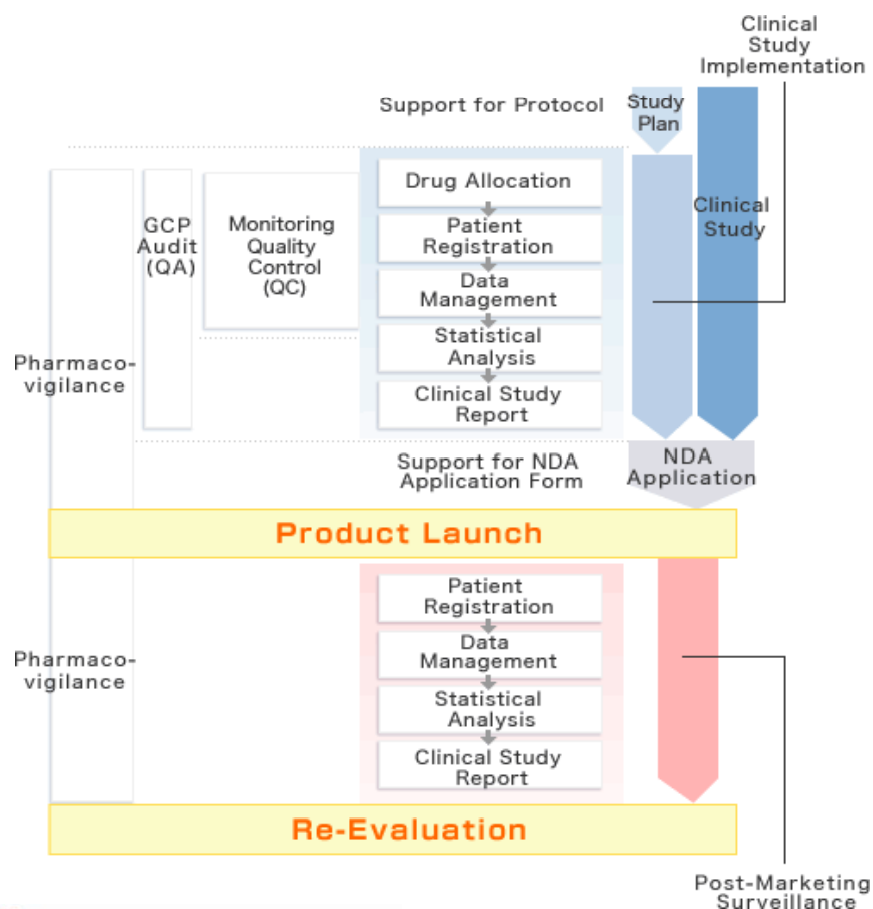 Clinical
Study
Implementation
Support for Protocol
Study
Plan
Drug Allocation
GCP
Audit
(QA)
Monitoring
Quality
Control
(QC)
Patient
Registration
Clinical
Study
Data
Management
Statistical
Analysis
Pharmaco-
vigilance
Clinical Study
Report
Support for NDA
Application Form
NDA
Application
Product Launch
Patient
Registration
Data
Management
Pharmaco-
vigilance
Statistical
Analysis
Clinical Study
Report
Re-Evaluation
Post-Marketing
Surveillance